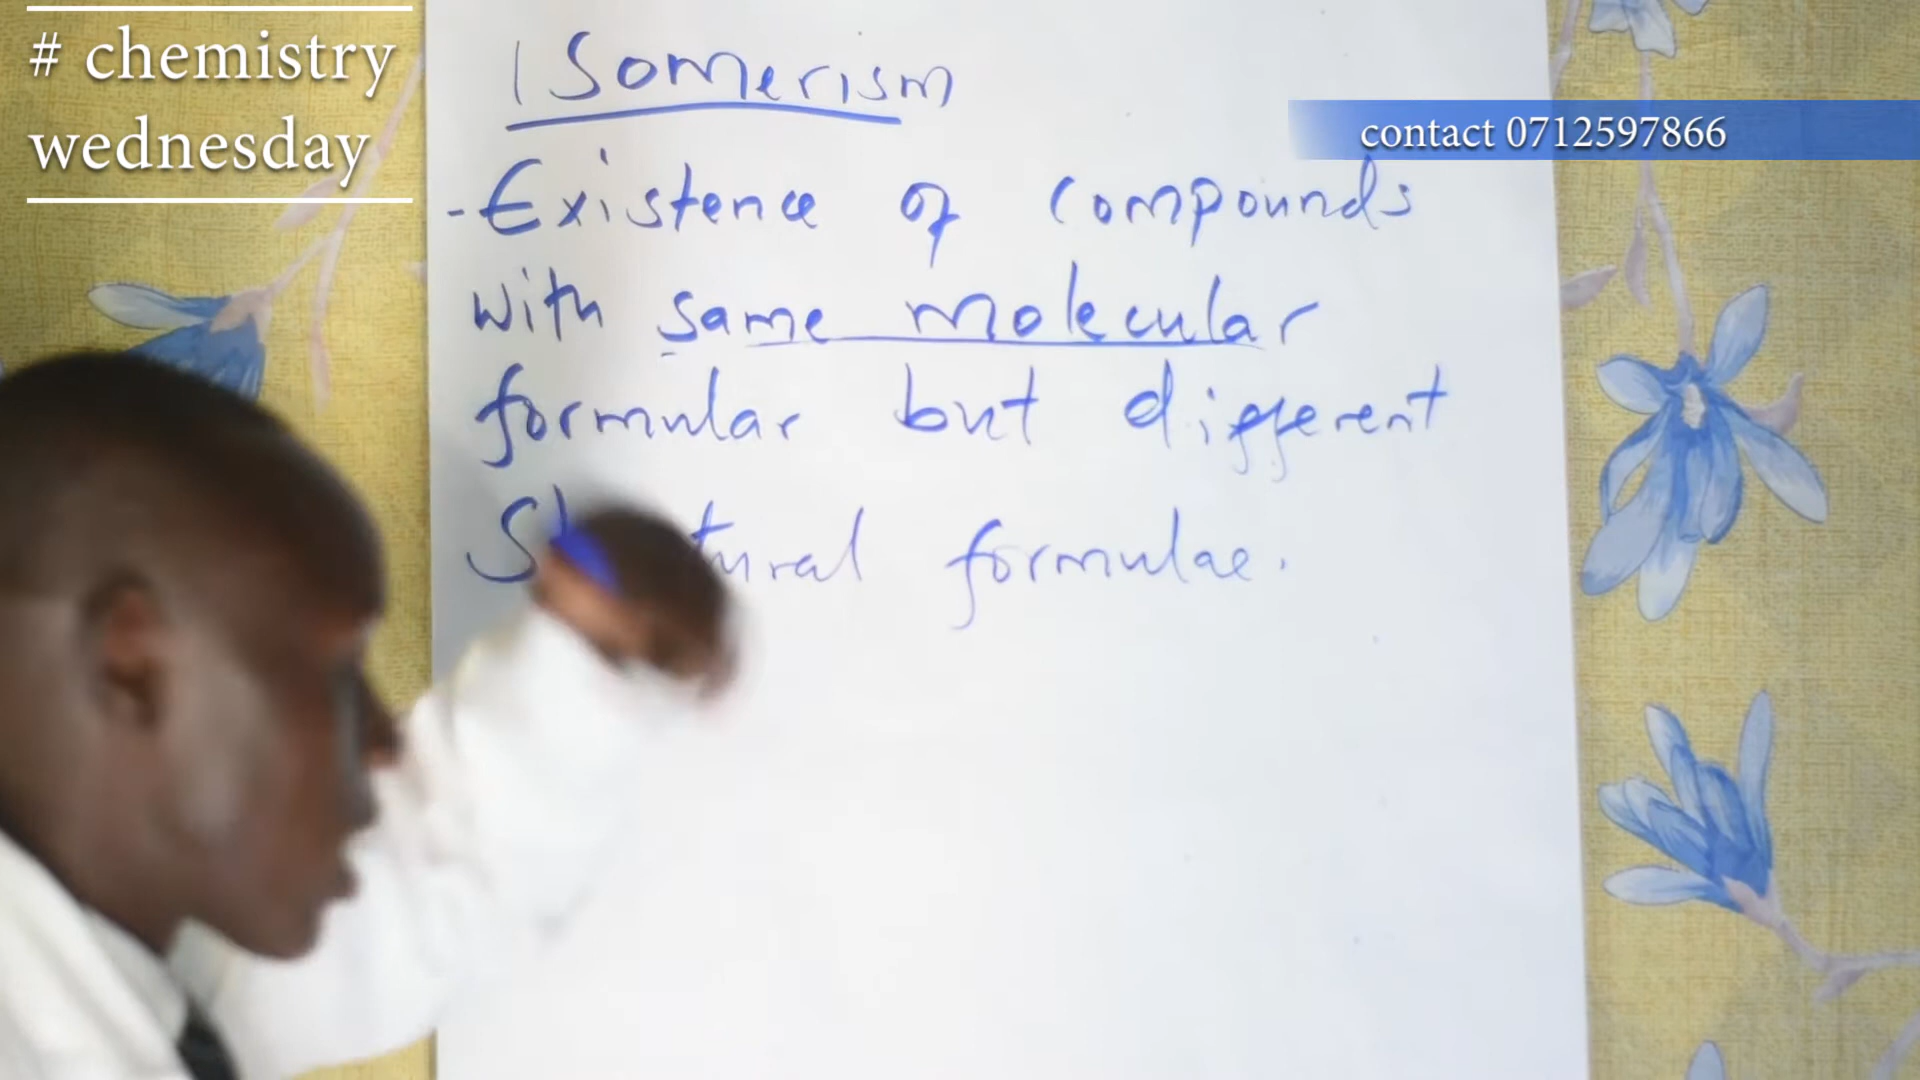 # chemistry
wednesday
contact 0712597866
Isomerism
- Existence of compounds
with same molecular
formular but different
formulae.